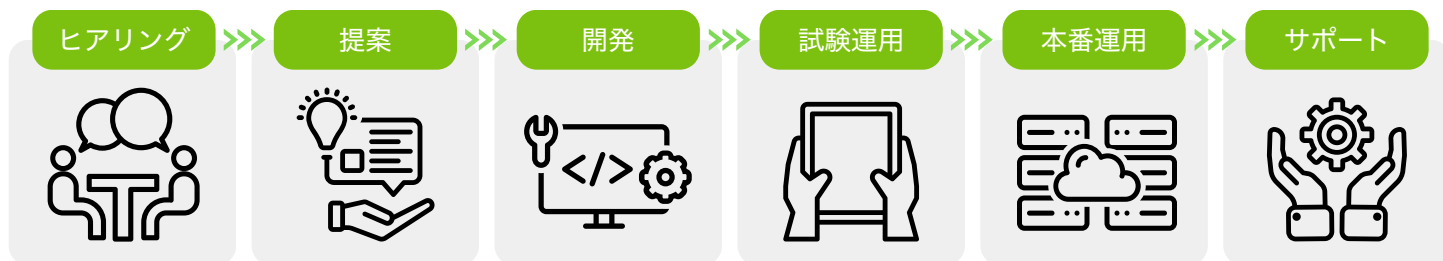 ヒアリング
提案
開発
試験運用
本番運用
サポート